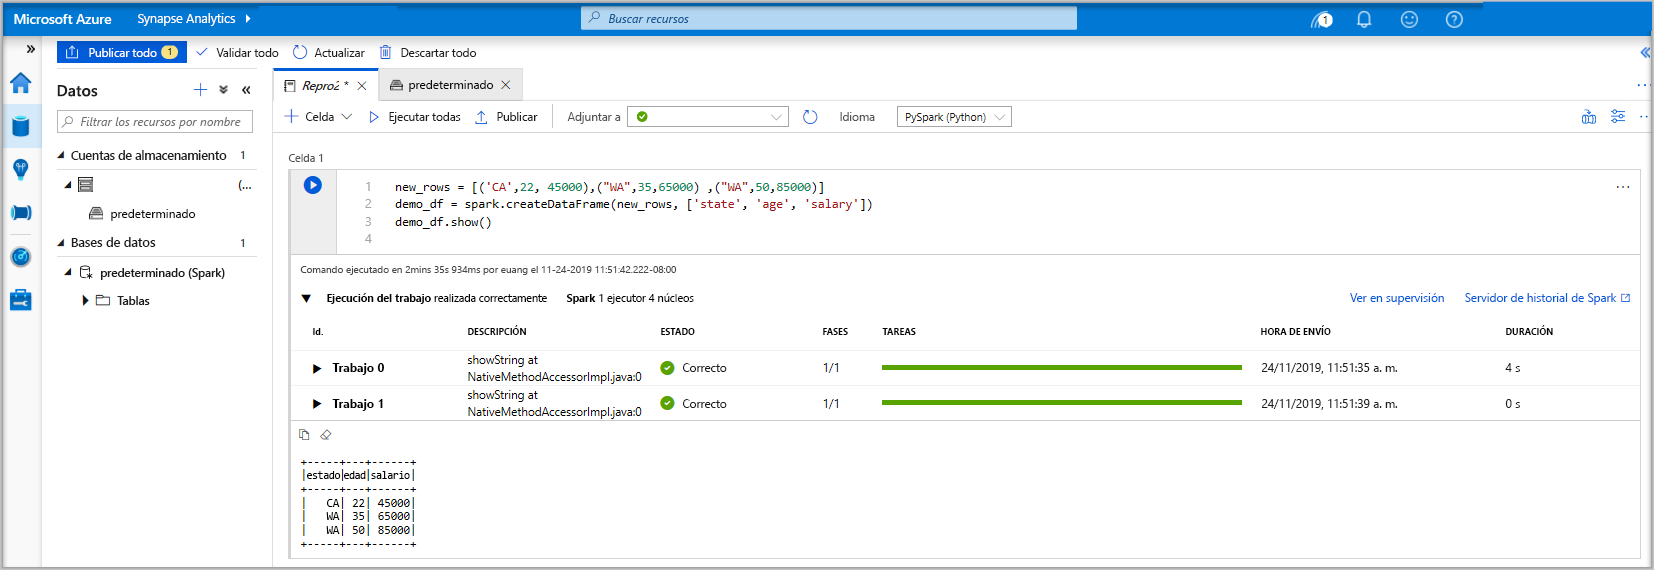 Microsoft Azure Synapse Analytics
Buscar recursos
1
Publicar todo 1 Validar todo Actualizar Descartar todo
Datos
Filtrar los recursos por nombre
Cuentas de almacenamiento 1
(...
predeterminado
Bases de datos 1
predeterminado (Spark)
Tablas
Repro2 * predeterminado
Celda Ejecutar todas Publicar Adjuntar a Idioma PySpark (Python)
Celda 1
1 new_rows = [('CA',22, 45000),("WA",35,65000) ,("WA",50,85000)]
2 demo_df = spark.createDataFrame(new_rows, ['state', 'age', 'salary'])
3 demo_df.show()
4
Comando ejecutado en 2mins 35s 934ms por euang el 11-24-2019 11:51:42.222-08:00
Ejecución del trabajo realizada correctamente Spark 1 ejecutor 4 núcleos Ver en supervisión Servidor de historial de Spark
Id. DESCRIPCIÓN ESTADO FASES TAREAS HORA DE ENVÍO DURACIÓN
Trabajo 0 showString at NativeMethodAccessorImpl.java:0 Correcto 1/1 24/11/2019, 11:51:35 a. m. 4 s
Trabajo 1 showString at NativeMethodAccessorImpl.java:0 Correcto 1/1 24/11/2019, 11:51:39 a. m. 0 s
+-----+---+------+
|estado|edad|salario|
+-----+---+------+
| CA| 22| 45000|
| WA| 35| 65000|
| WA| 50| 85000|
+-----+---+------+